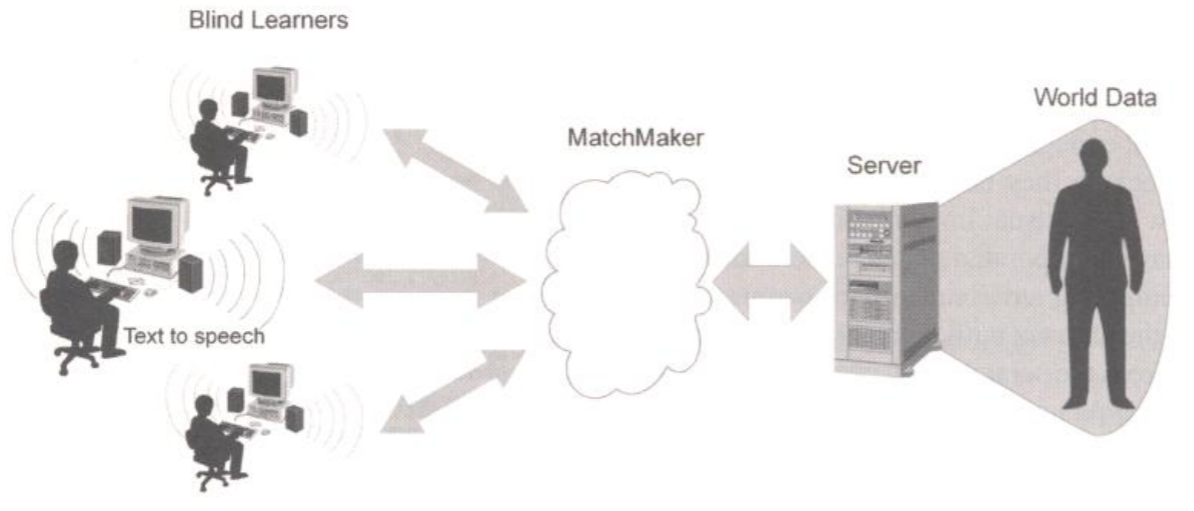 Blind Learners
World Data
MatchMaker
Server
Text to speech